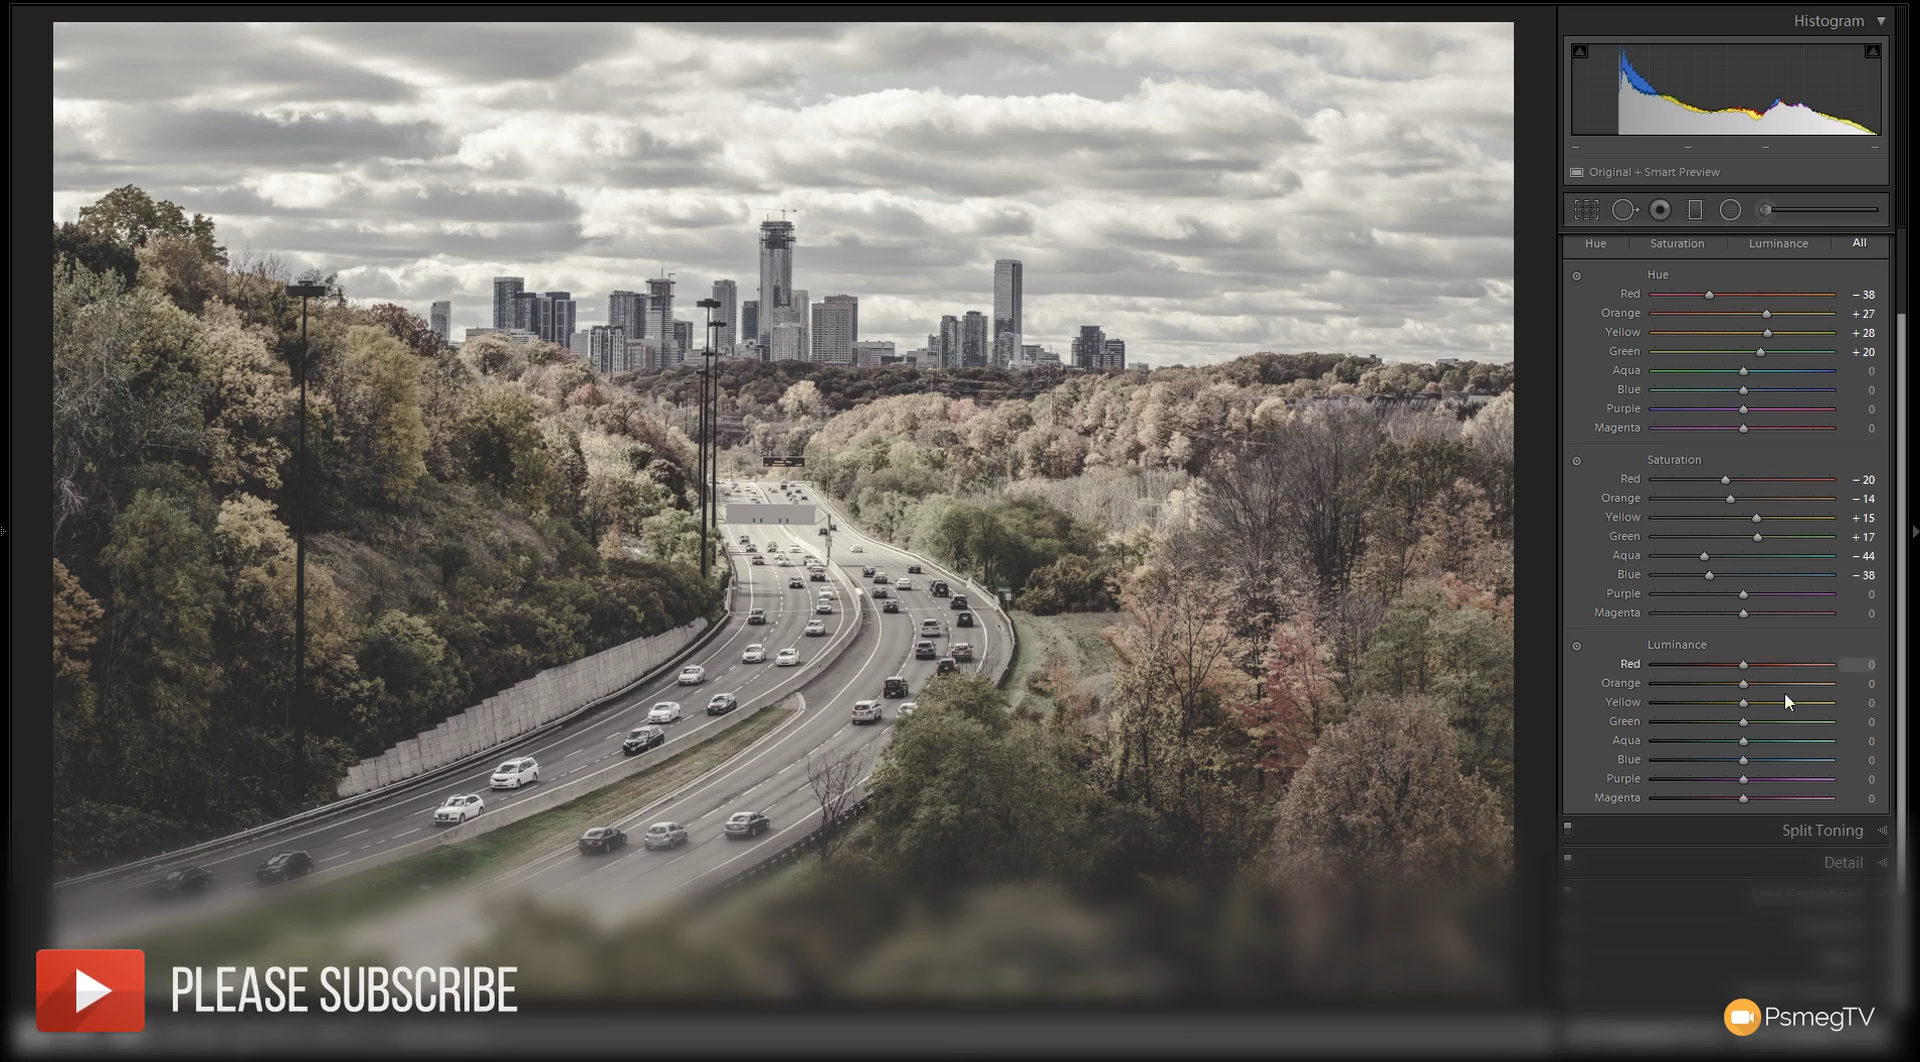 Histogram
Original + Smart Preview
Hue Saturation Luminance All
Hue
Red − 38
Orange + 27
Yellow + 28
Green + 20
Aqua 0
Blue 0
Purple 0
Magenta 0
Saturation
Red − 20
Orange − 14
Yellow + 15
Green + 17
Aqua − 44
Blue − 38
Purple 0
Magenta 0
Luminance
Red 0
Orange 0
Yellow 0
Green 0
Aqua 0
Blue 0
Purple 0
Magenta 0
Split Toning
Detail
PLEASE SUBSCRIBE
PsmegTV